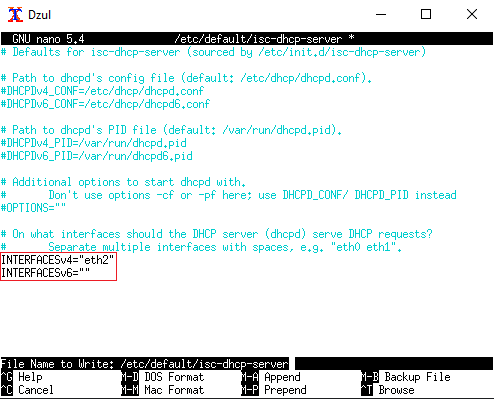 Dzul
GNU nano 5.4 /etc/default/isc-dhcp-server *
# Defaults for isc-dhcp-server (sourced by /etc/init.d/isc-dhcp-server)
# Path to dhcpd's config file (default: /etc/dhcp/dhcpd.conf).
#DHCPDv4_CONF=/etc/dhcp/dhcpd.conf
#DHCPDv6_CONF=/etc/dhcp/dhcpd6.conf
# Path to dhcpd's PID file (default: /var/run/dhcpd.pid).
#DHCPDv4_PID=/var/run/dhcpd.pid
#DHCPDv6_PID=/var/run/dhcpd6.pid
# Additional options to start dhcpd with.
#       Don't use options -cf or -pf here; use DHCPD_CONF/ DHCPD_PID instead
#OPTIONS=""
# On what interfaces should the DHCP server (dhcpd) serve DHCP requests?
#       Separate multiple interfaces with spaces, e.g. "eth0 eth1".
INTERFACESv4="eth2"
INTERFACESv6=""
File Name to Write: /etc/default/isc-dhcp-server
^G Help M-D DOS Format M-A Append M-B Backup File
^C Cancel M-M Mac Format M-P Prepend ^T Browse